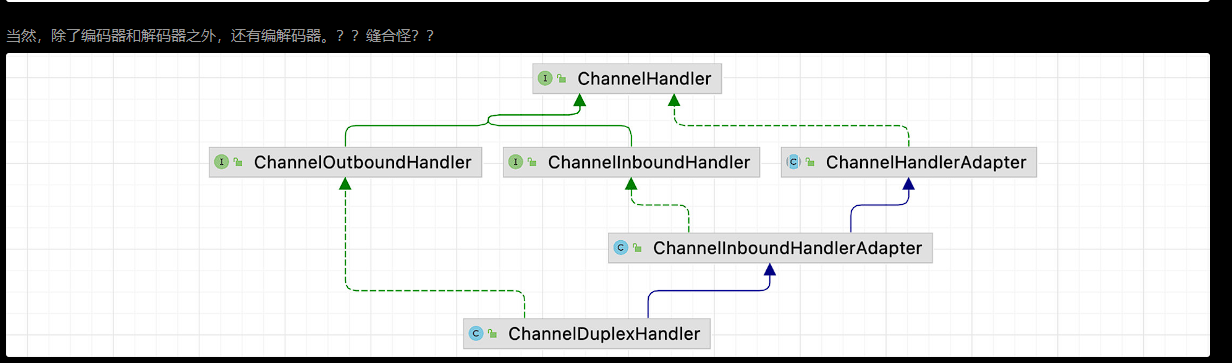 当然，除了编码器和解码器之外，还有编解码器。？？缝合怪？？
I ChannelHandler
I ChannelOutboundHandler
I ChannelInboundHandler
C ChannelHandlerAdapter
C ChannelInboundHandlerAdapter
C ChannelDuplexHandler